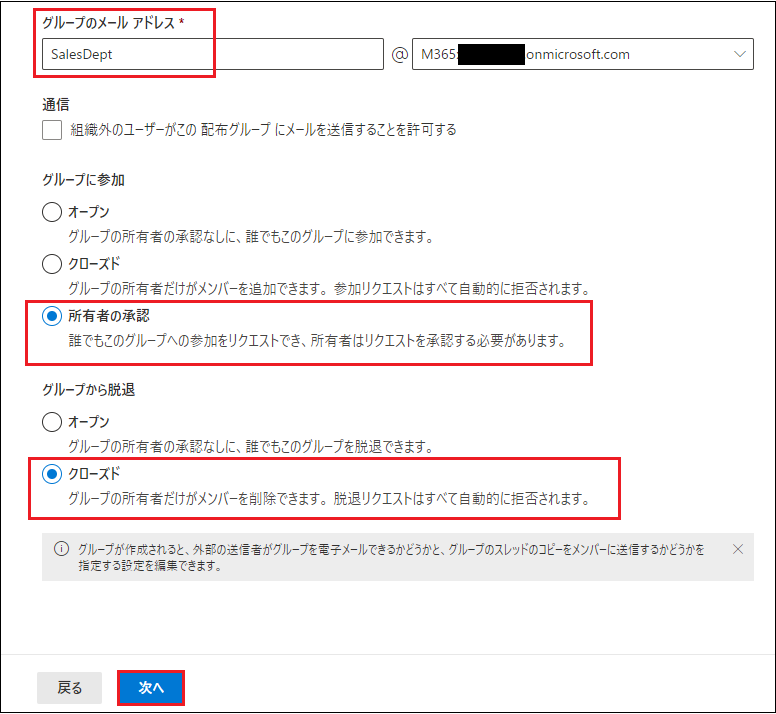 グループのメール アドレス *
SalesDept @ M365x onmicrosoft.com
通信
組織外のユーザーがこの 配布グループ にメールを送信することを許可する
グループに参加
オープン
グループの所有者の承認なしに、誰でもこのグループに参加できます。
クローズド
グループの所有者だけがメンバーを追加できます。参加リクエストはすべて自動的に拒否されます。
所有者の承認
誰でもこのグループへの参加をリクエストでき、所有者はリクエストを承認する必要があります。
グループから脱退
オープン
グループの所有者の承認なしに、誰でもこのグループを脱退できます。
クローズド
グループの所有者だけがメンバーを削除できます。脱退リクエストはすべて自動的に拒否されます。
グループが作成されると、外部の送信者がグループを電子メールできるかどうかと、グループのスレッドのコピーをメンバーに送信するかどうかを
指定する設定を編集できます。
戻る 次へ